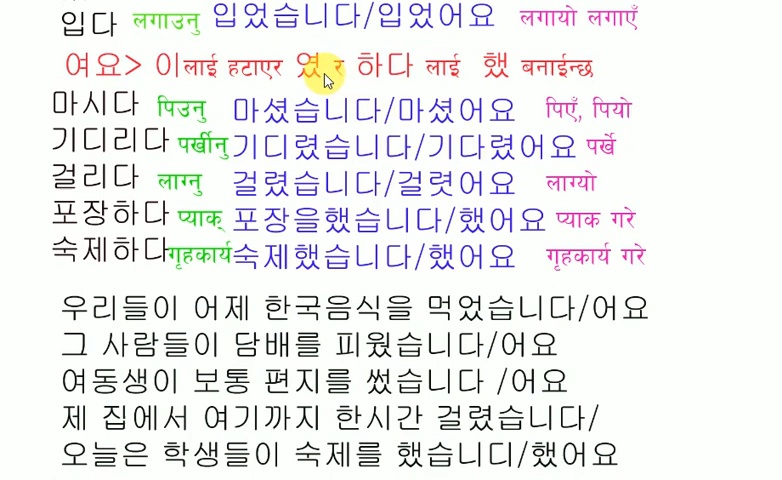 입다 लगाउनु 입었습니다/입었어요 लगायो लगाएँ
여요> 이लाई हटाएर 였 र 하다 लाई 했 बनाईन्छ
마시다 पिउनु 마셨습니다/마셨어요 पिएँ, पियो
기디리다 पर्खीनु 기디렸습니다/기다렸어요 पर्खे
걸리다 लाग्नु 걸렸습니다/걸렷어요 लाग्यो
포장하다 प्याक् 포장을했습니다/했어요 प्याक गरे
숙제하다 गृहकार्य 숙제했습니다/했어요 गृहकार्य गरे
우리들이 어제 한국음식을 먹었습니다/어요
그 사람들이 담배를 피웠습니다/어요
여동생이 보통 편지를 썼습니다 /어요
제 집에서 여기까지 한시간 걸렸습니다/
오늘은 학생들이 숙제를 했습니디/했어요